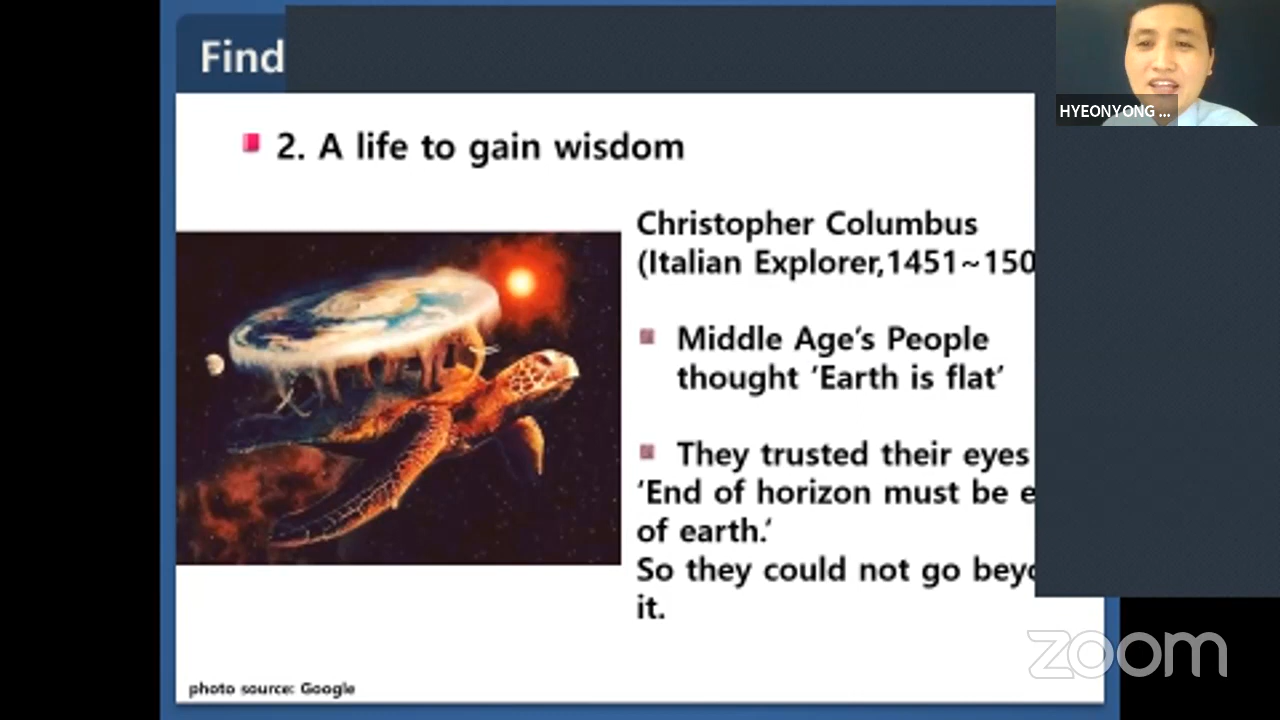 Find
HYEONYONG ...
2. A life to gain wisdom
Christopher Columbus
(Italian Explorer,1451~150
Middle Age's People
thought 'Earth is flat'
They trusted their eyes
'End of horizon must be e
of earth.'
So they could not go beyo
it.
photo source: Google
zoom